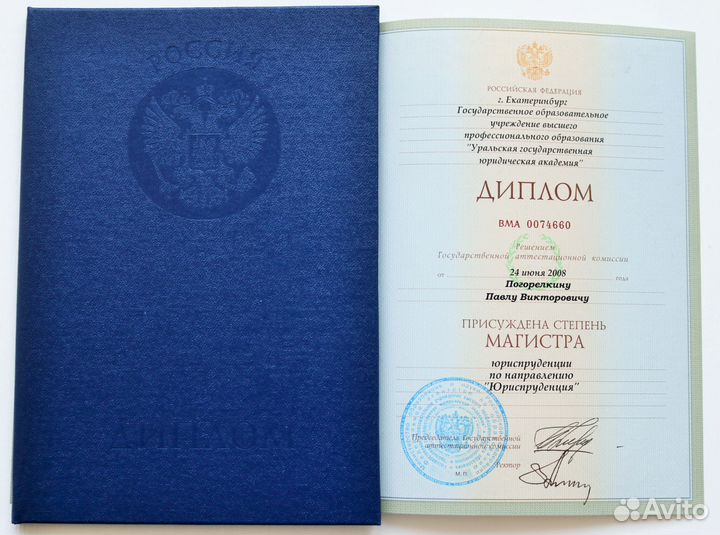 РОССИЯ
ДИПЛОМ
РОССИЙСКАЯ ФЕДЕРАЦИЯ
г. Екатеринбург
Государственное образовательное
учреждение высшего
профессионального образования
"Уральская государственная
юридическая академия"
ДИПЛОМ
ВМА 0074660
Решением
Государственной аттестационной комиссии
от 24 июня 2008 года
Погорелкину
Павлу Викторовичу
ПРИСУЖДЕНА СТЕПЕНЬ
МАГИСТРА
юриспруденции
по направлению
"Юриспруденция"
Председатель Государственной
аттестационной комиссии
Ректор
М.П.
Avito